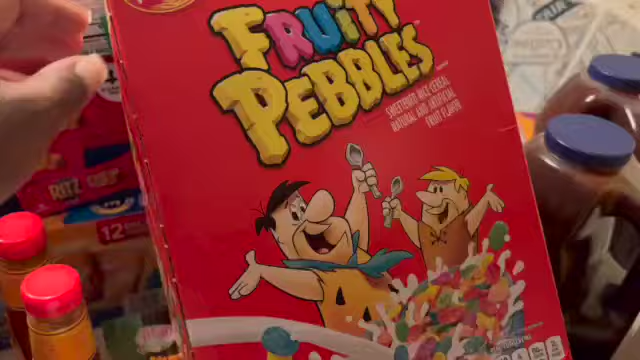 FRUITY
PEBBLES
SWEETENED RICE CEREAL
NATURAL AND ARTIFICIAL
FRUIT FLAVOR
RITZ
12